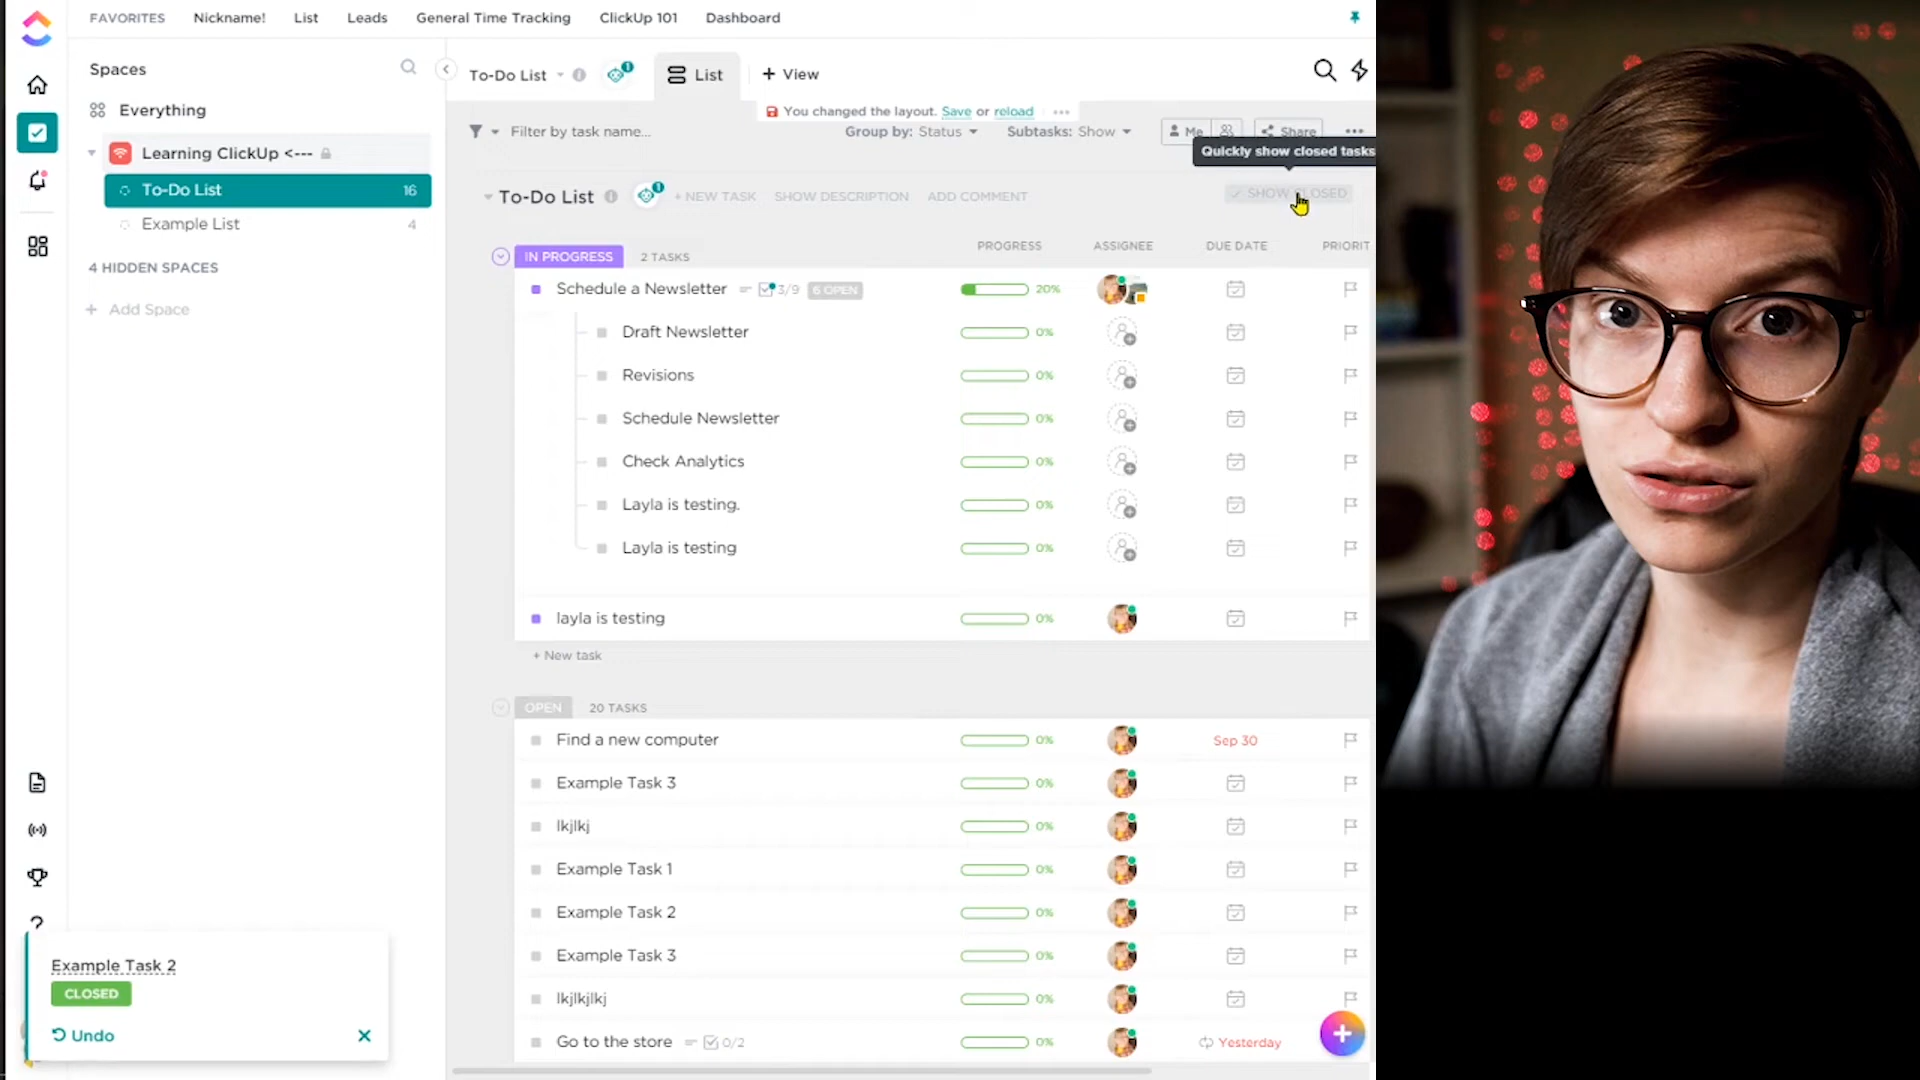 FAVORITES Nickname! List Leads General Time Tracking ClickUp 101 Dashboard
Spaces
Everything
Learning ClickUp <---
To-Do List 16
Example List 4
4 HIDDEN SPACES
+ Add Space
To-Do List 1 List + View
You changed the layout. Save or reload ...
Filter by task name... Group by: Status Subtasks: Show Me Share ...
Quickly show closed tasks
To-Do List 1 + NEW TASK SHOW DESCRIPTION ADD COMMENT SHOW CLOSED
IN PROGRESS 2 TASKS PROGRESS ASSIGNEE DUE DATE PRIORIT
Schedule a Newsletter 3/9 6 OPEN 20%
Draft Newsletter 0%
Revisions 0%
Schedule Newsletter 0%
Check Analytics 0%
Layla is testing. 0%
Layla is testing 0%
layla is testing 0%
+ New task
OPEN 20 TASKS
Find a new computer 0% Sep 30
Example Task 3 0%
lkjlkj 0%
Example Task 1 0%
Example Task 2 0%
Example Task 3 0%
lkjlkjlkj 0%
Go to the store 0/2 0% Yesterday
?
Example Task 2
CLOSED
Undo